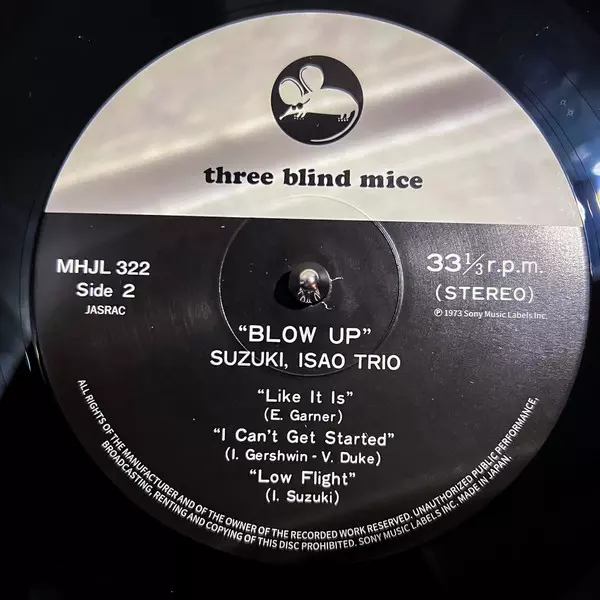 three blind mice
MHJL 322
Side 2
JASRAC
33 1/3 r.p.m.
(STEREO)
℗ 1973 Sony Music Labels Inc.
“BLOW UP”
SUZUKI, ISAO TRIO
“Like It Is”
(E. Garner)
“I Can't Get Started”
(I. Gershwin - V. Duke)
“Low Flight”
(I. Suzuki)
ALL RIGHTS OF THE MANUFACTURER AND OF THE OWNER OF THE RECORDED WORK RESERVED. UNAUTHORIZED PUBLIC PERFORMANCE,
BROADCASTING, RENTING AND COPYING OF THIS DISC PROHIBITED. SONY MUSIC LABELS INC. MADE IN JAPAN.